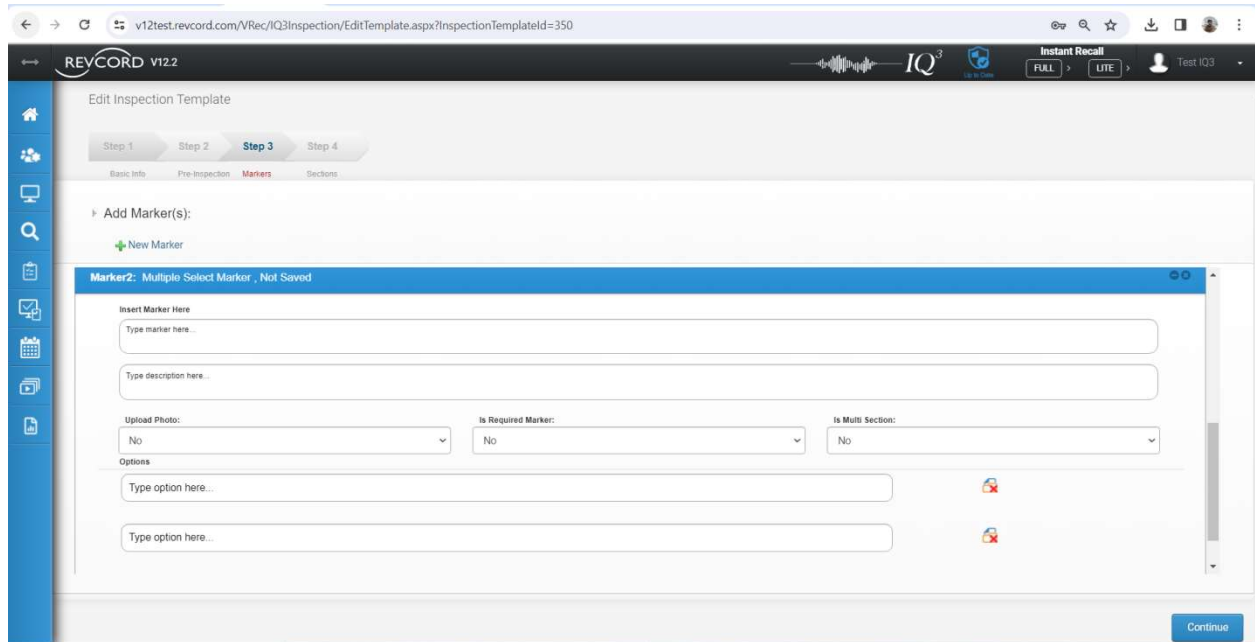 v12test.revcord.com/VRec/IQ3Inspection/EditTemplate.aspx?InspectionTemplateId=350
REVCORD V12.2
IQ3
Up to Date
Instant Recall
FULL > LITE >
Test IQ3
Edit Inspection Template
Step 1 Step 2 Step 3 Step 4
Basic Info Pre-Inspection Markers Sections
Add Marker(s):
New Marker
Marker2: Multiple Select Marker , Not Saved
Insert Marker Here
Type marker here...
Type description here...
Upload Photo: Is Required Marker: Is Multi Section:
No No No
Options
Type option here...
Type option here...
Continue